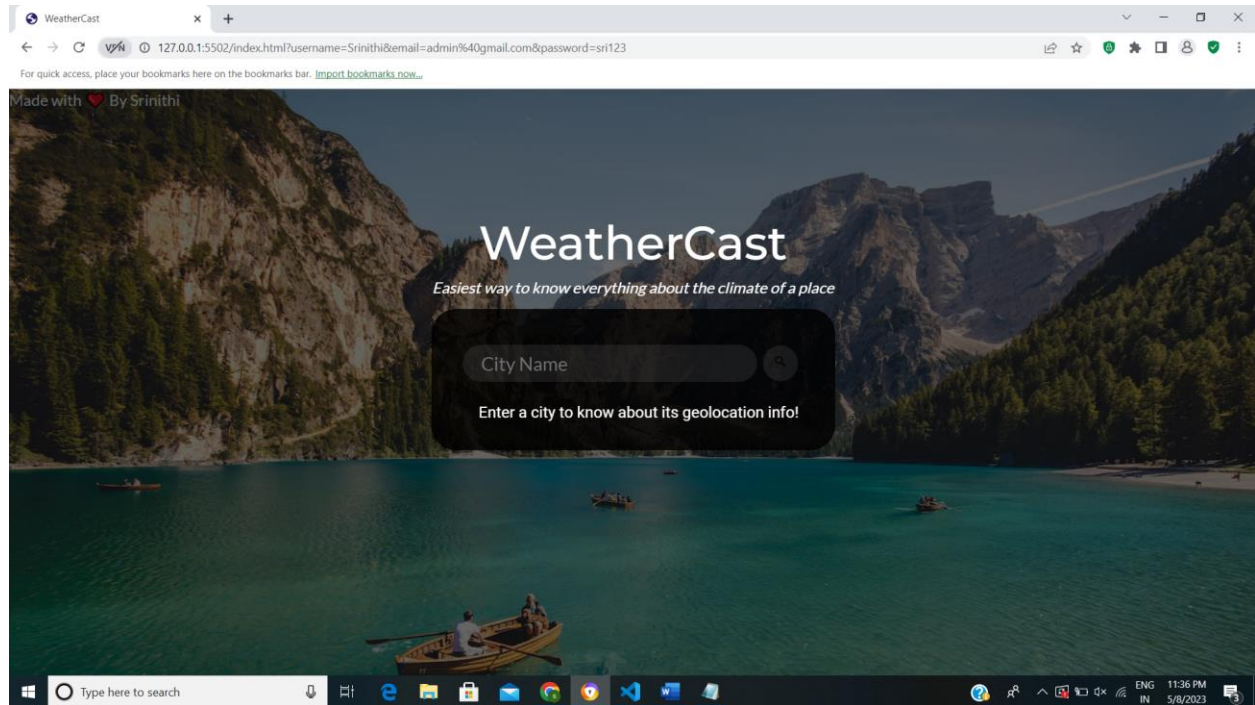 WeatherCast
VPN 127.0.0.1:5502/index.html?username=Srinithi&email=admin%40gmail.com&password=sri123
For quick access, place your bookmarks here on the bookmarks bar. Import bookmarks now...
Made with ❤ By Srinithi
WeatherCast
Easiest way to know everything about the climate of a place
City Name
Enter a city to know about its geolocation info!
Type here to search
ENG 11:36 PM
IN 5/8/2023
3